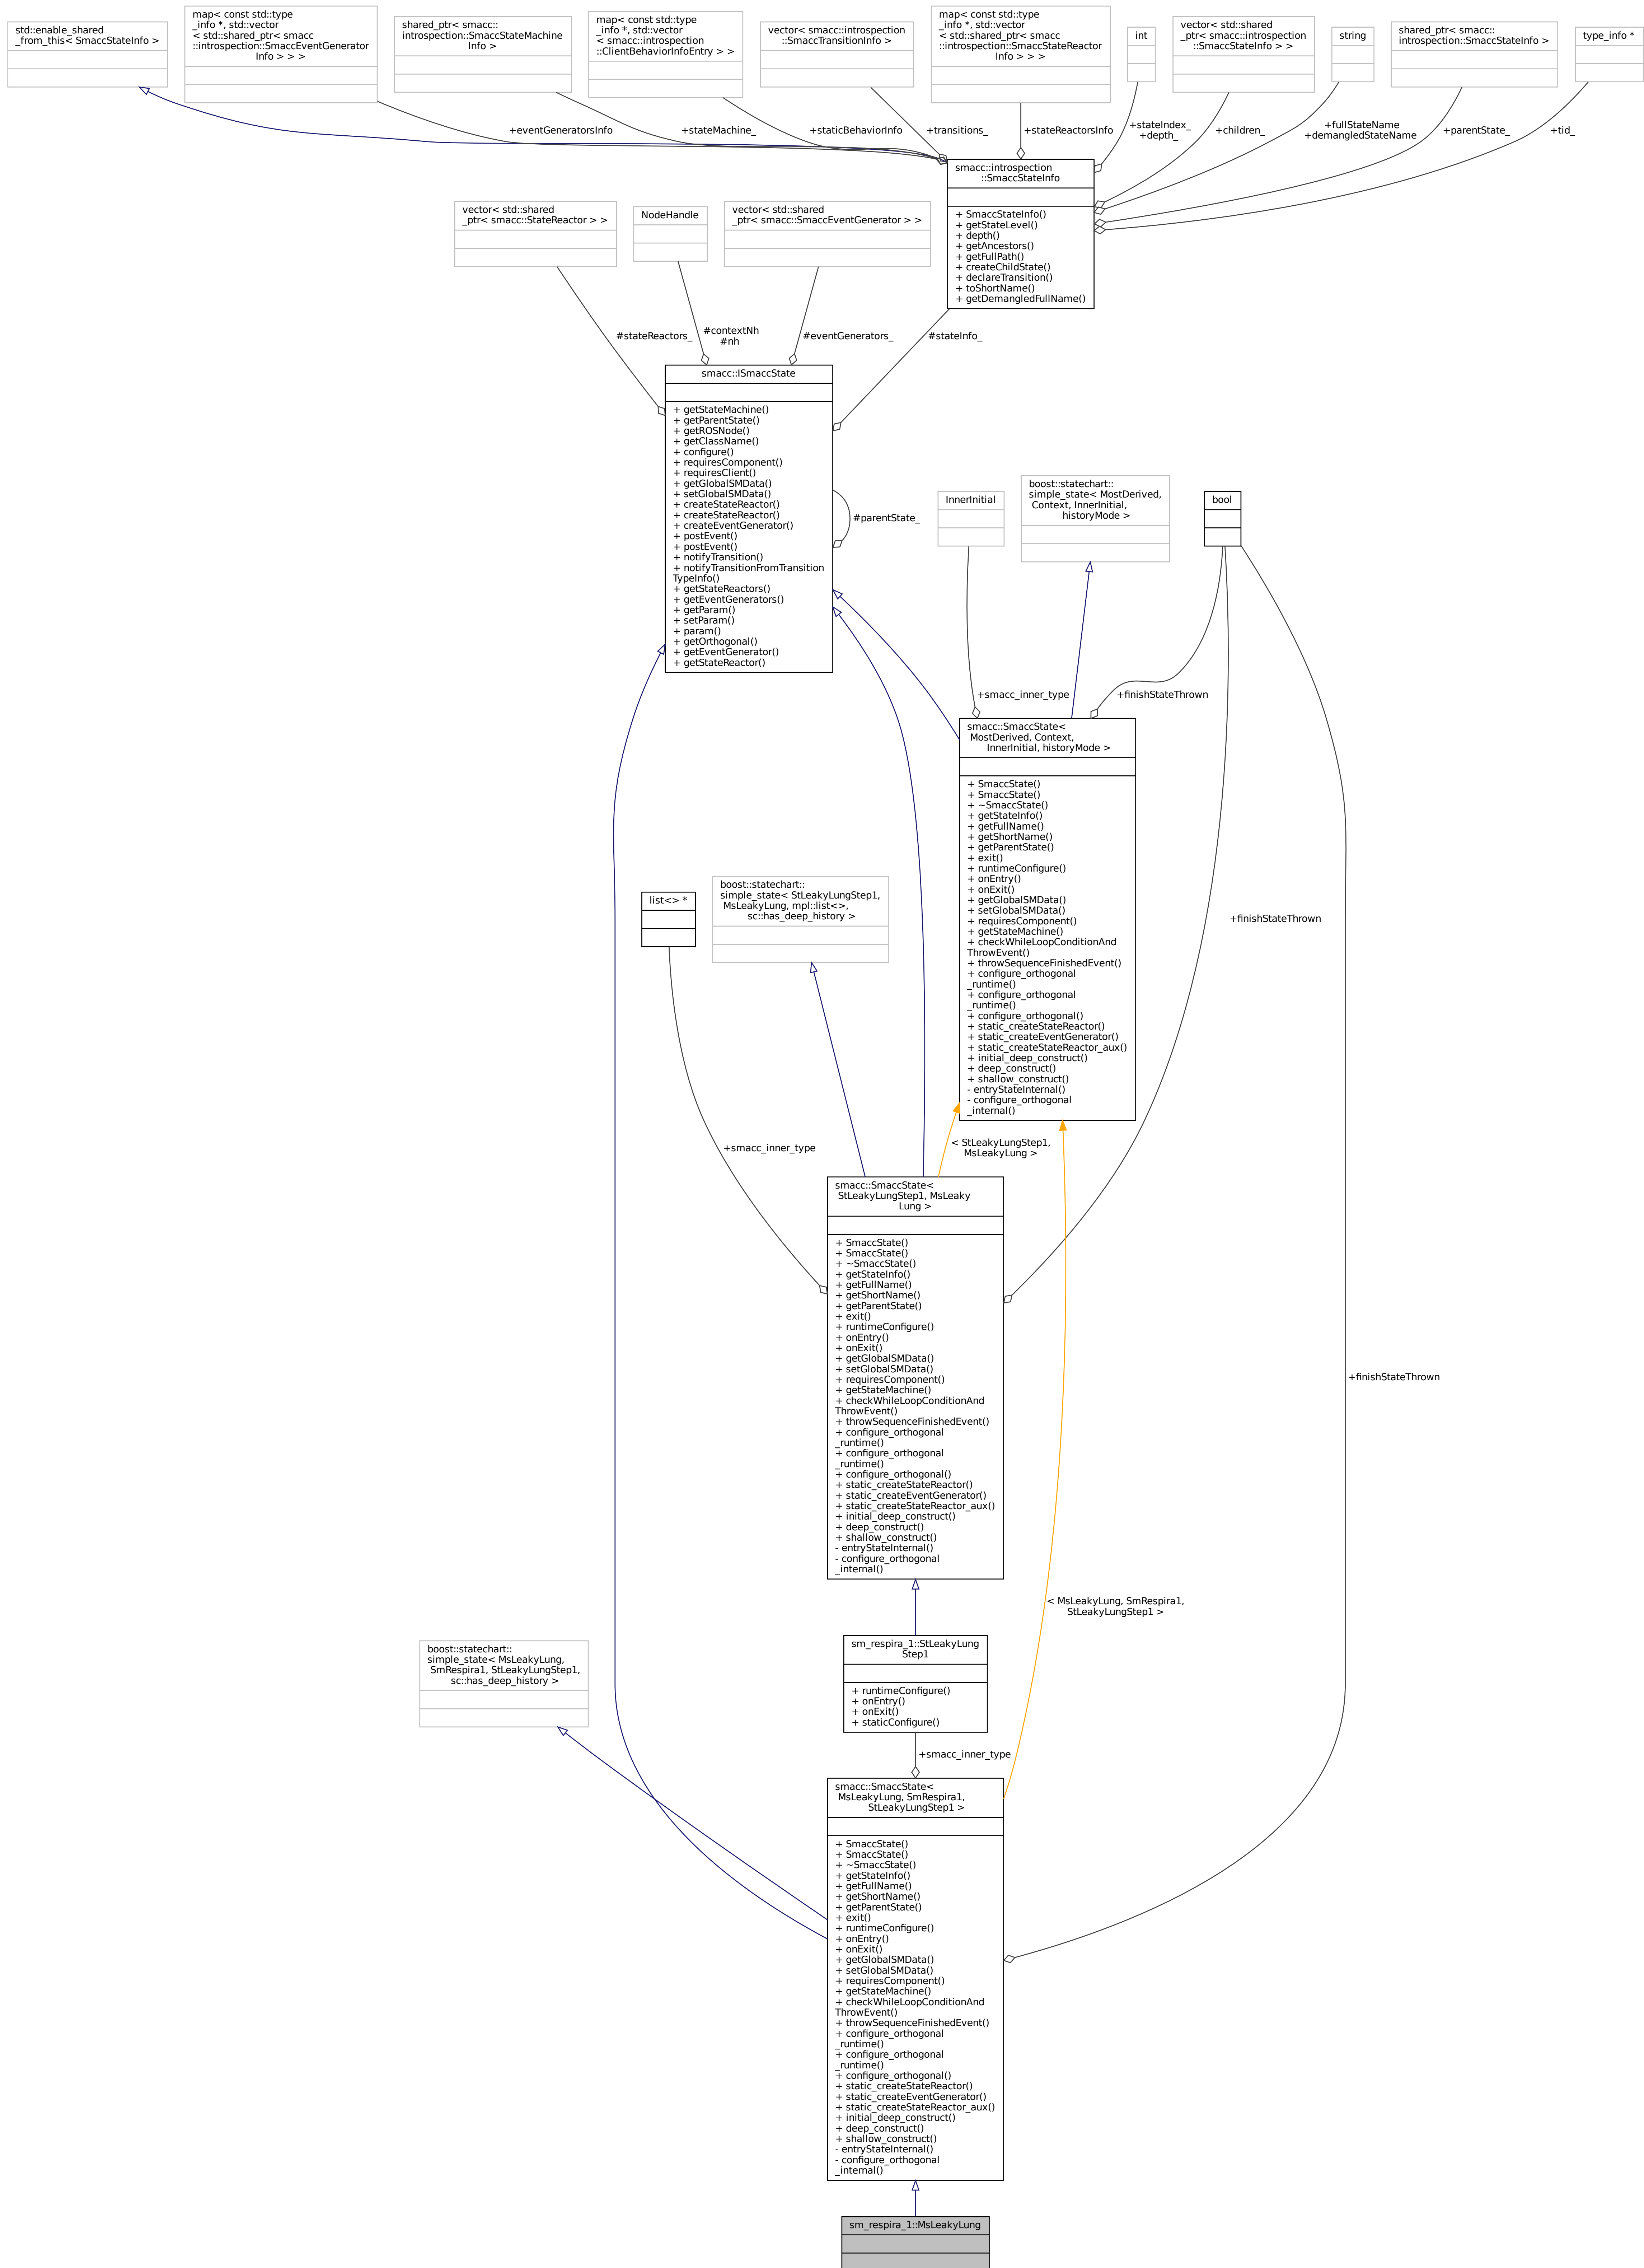 std::enable_shared
_from_this< SmaccStateInfo >
map< const std::type
_info *, std::vector
< std::shared_ptr< smacc
::introspection::SmaccEventGenerator
Info > > >
shared_ptr< smacc::
introspection::SmaccStateMachine
Info >
map< const std::type
_info *, std::vector
< smacc::introspection
::ClientBehaviorInfoEntry > >
vector< smacc::introspection
::SmaccTransitionInfo >
map< const std::type
_info *, std::vector
< std::shared_ptr< smacc
::introspection::SmaccStateReactor
Info > > >
int
vector< std::shared
_ptr< smacc::introspection
::SmaccStateInfo > >
string
shared_ptr< smacc::
introspection::SmaccStateInfo >
type_info *
+eventGeneratorsInfo
+stateMachine_
+staticBehaviorInfo
+transitions_
+stateReactorsInfo
+stateIndex_
+depth_
+children_
+fullStateName
+demangledStateName
+parentState_
+tid_
smacc::introspection
::SmaccStateInfo
+ SmaccStateInfo()
+ getStateLevel()
+ depth()
+ getAncestors()
+ getFullPath()
+ createChildState()
+ declareTransition()
+ toShortName()
+ getDemangledFullName()
vector< std::shared
_ptr< smacc::StateReactor > >
NodeHandle
vector< std::shared
_ptr< smacc::SmaccEventGenerator > >
#stateReactors_
#contextNh
#nh
#eventGenerators_
#stateInfo_
smacc::ISmaccState
+ getStateMachine()
+ getParentState()
+ getROSNode()
+ getClassName()
+ configure()
+ requiresComponent()
+ requiresClient()
+ getGlobalSMData()
+ setGlobalSMData()
+ createStateReactor()
+ createStateReactor()
+ createEventGenerator()
+ postEvent()
+ postEvent()
+ notifyTransition()
+ notifyTransitionFromTransition
TypeInfo()
+ getStateReactors()
+ getEventGenerators()
+ getParam()
+ setParam()
+ param()
+ getOrthogonal()
+ getEventGenerator()
+ getStateReactor()
#parentState_
InnerInitial
boost::statechart::
simple_state< MostDerived,
Context, InnerInitial,
historyMode >
bool
+smacc_inner_type
+finishStateThrown
smacc::SmaccState<
MostDerived, Context,
InnerInitial, historyMode >
+ SmaccState()
+ SmaccState()
+ ~SmaccState()
+ getStateInfo()
+ getFullName()
+ getShortName()
+ getParentState()
+ exit()
+ runtimeConfigure()
+ onEntry()
+ onExit()
+ getGlobalSMData()
+ setGlobalSMData()
+ requiresComponent()
+ getStateMachine()
+ checkWhileLoopConditionAnd
ThrowEvent()
+ throwSequenceFinishedEvent()
+ configure_orthogonal
_runtime()
+ configure_orthogonal
_runtime()
+ configure_orthogonal()
+ static_createStateReactor()
+ static_createEventGenerator()
+ static_createStateReactor_aux()
+ initial_deep_construct()
+ deep_construct()
+ shallow_construct()
- entryStateInternal()
- configure_orthogonal
_internal()
list<> *
boost::statechart::
simple_state< StLeakyLungStep1,
MsLeakyLung, mpl::list<>,
sc::has_deep_history >
+finishStateThrown
+smacc_inner_type
< StLeakyLungStep1,
MsLeakyLung >
smacc::SmaccState<
StLeakyLungStep1, MsLeaky
Lung >
+ SmaccState()
+ SmaccState()
+ ~SmaccState()
+ getStateInfo()
+ getFullName()
+ getShortName()
+ getParentState()
+ exit()
+ runtimeConfigure()
+ onEntry()
+ onExit()
+ getGlobalSMData()
+ setGlobalSMData()
+ requiresComponent()
+ getStateMachine()
+ checkWhileLoopConditionAnd
ThrowEvent()
+ throwSequenceFinishedEvent()
+ configure_orthogonal
_runtime()
+ configure_orthogonal
_runtime()
+ configure_orthogonal()
+ static_createStateReactor()
+ static_createEventGenerator()
+ static_createStateReactor_aux()
+ initial_deep_construct()
+ deep_construct()
+ shallow_construct()
- entryStateInternal()
- configure_orthogonal
_internal()
+finishStateThrown
< MsLeakyLung, SmRespira1,
StLeakyLungStep1 >
boost::statechart::
simple_state< MsLeakyLung,
SmRespira1, StLeakyLungStep1,
sc::has_deep_history >
sm_respira_1::StLeakyLung
Step1
+ runtimeConfigure()
+ onEntry()
+ onExit()
+ staticConfigure()
+smacc_inner_type
smacc::SmaccState<
MsLeakyLung, SmRespira1,
StLeakyLungStep1 >
+ SmaccState()
+ SmaccState()
+ ~SmaccState()
+ getStateInfo()
+ getFullName()
+ getShortName()
+ getParentState()
+ exit()
+ runtimeConfigure()
+ onEntry()
+ onExit()
+ getGlobalSMData()
+ setGlobalSMData()
+ requiresComponent()
+ getStateMachine()
+ checkWhileLoopConditionAnd
ThrowEvent()
+ throwSequenceFinishedEvent()
+ configure_orthogonal
_runtime()
+ configure_orthogonal
_runtime()
+ configure_orthogonal()
+ static_createStateReactor()
+ static_createEventGenerator()
+ static_createStateReactor_aux()
+ initial_deep_construct()
+ deep_construct()
+ shallow_construct()
- entryStateInternal()
- configure_orthogonal
_internal()
sm_respira_1::MsLeakyLung